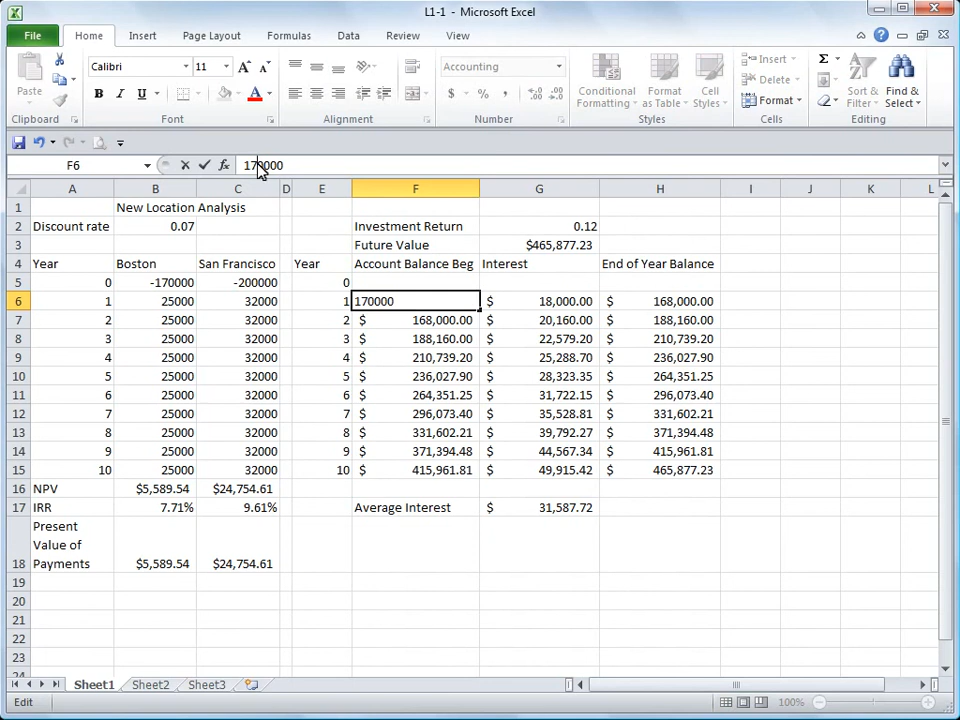 L1-1 - Microsoft Excel
File Home Insert Page Layout Formulas Data Review View
Paste Calibri 11 A A Accounting Conditional Formatting Format as Table Cell Styles Insert Delete Format Sort & Filter Find & Select
B I U A $ % ,
Clipboard Font Alignment Number Styles Cells Editing
F6 fx 170000
A B C D E F G H I J K L
1 New Location Analysis
2 Discount rate 0.07 Investment Return 0.12
3 Future Value $465,877.23
4 Year Boston San Francisco Year Account Balance Beg Interest End of Year Balance
5 0 -170000 -200000 0
6 1 25000 32000 1 170000 $ 18,000.00 $ 168,000.00
7 2 25000 32000 2 $ 168,000.00 $ 20,160.00 $ 188,160.00
8 3 25000 32000 3 $ 188,160.00 $ 22,579.20 $ 210,739.20
9 4 25000 32000 4 $ 210,739.20 $ 25,288.70 $ 236,027.90
10 5 25000 32000 5 $ 236,027.90 $ 28,323.35 $ 264,351.25
11 6 25000 32000 6 $ 264,351.25 $ 31,722.15 $ 296,073.40
12 7 25000 32000 7 $ 296,073.40 $ 35,528.81 $ 331,602.21
13 8 25000 32000 8 $ 331,602.21 $ 39,792.27 $ 371,394.48
14 9 25000 32000 9 $ 371,394.48 $ 44,567.34 $ 415,961.81
15 10 25000 32000 10 $ 415,961.81 $ 49,915.42 $ 465,877.23
16 NPV $5,589.54 $24,754.61
17 IRR 7.71% 9.61% Average Interest $ 31,587.72
Present
Value of
18 Payments $5,589.54 $24,754.61
19
20
21
22
23
24
Sheet1 Sheet2 Sheet3
Edit 100%